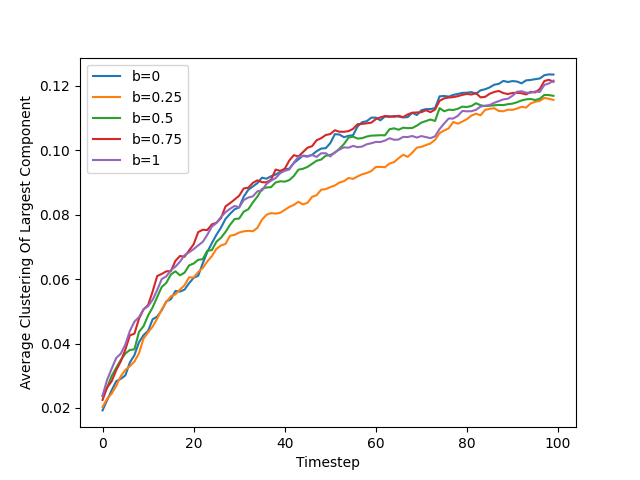 b=0
b=0.25
b=0.5
b=0.75
b=1
0.12
0.10
0.08
0.06
0.04
0.02
Average Clustering Of Largest Component
0 20 40 60 80 100
Timestep